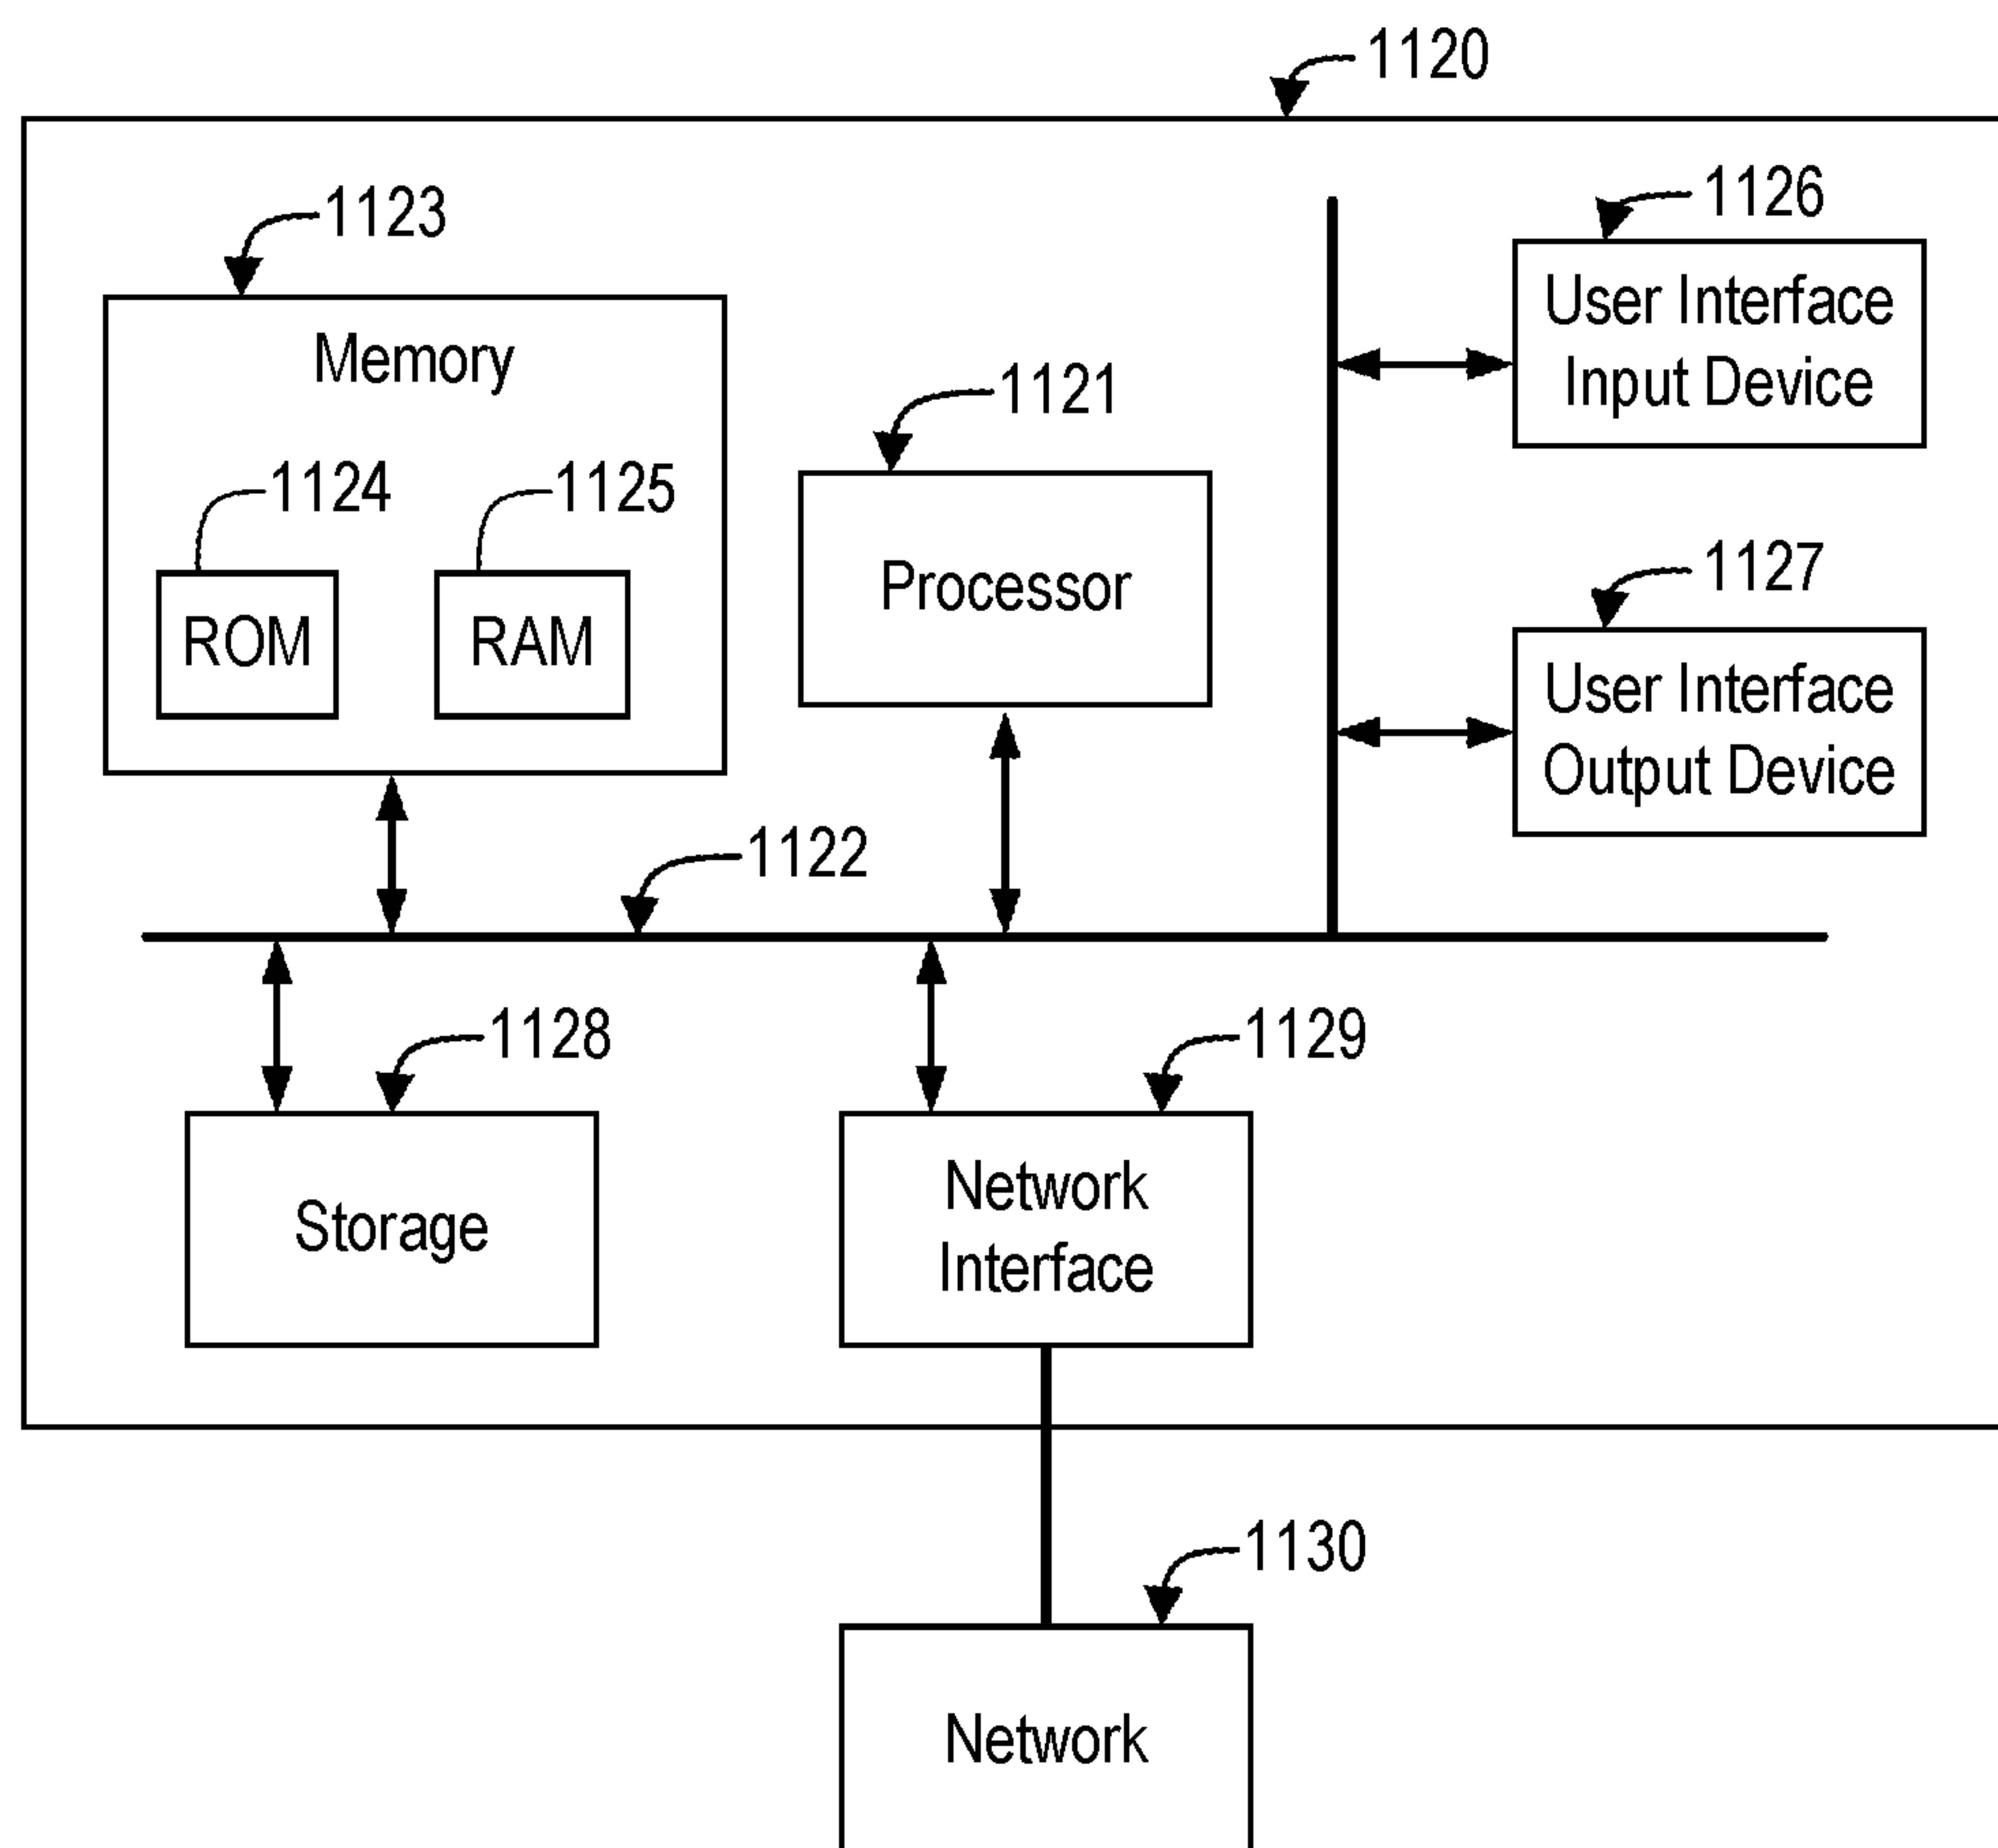 1120
1123
1126
Memory
User Interface
Input Device
1121
1124
1125
ROM
RAM
Processor
1127
User Interface
Output Device
1122
1128
1129
Storage
Network
Interface
1130
Network